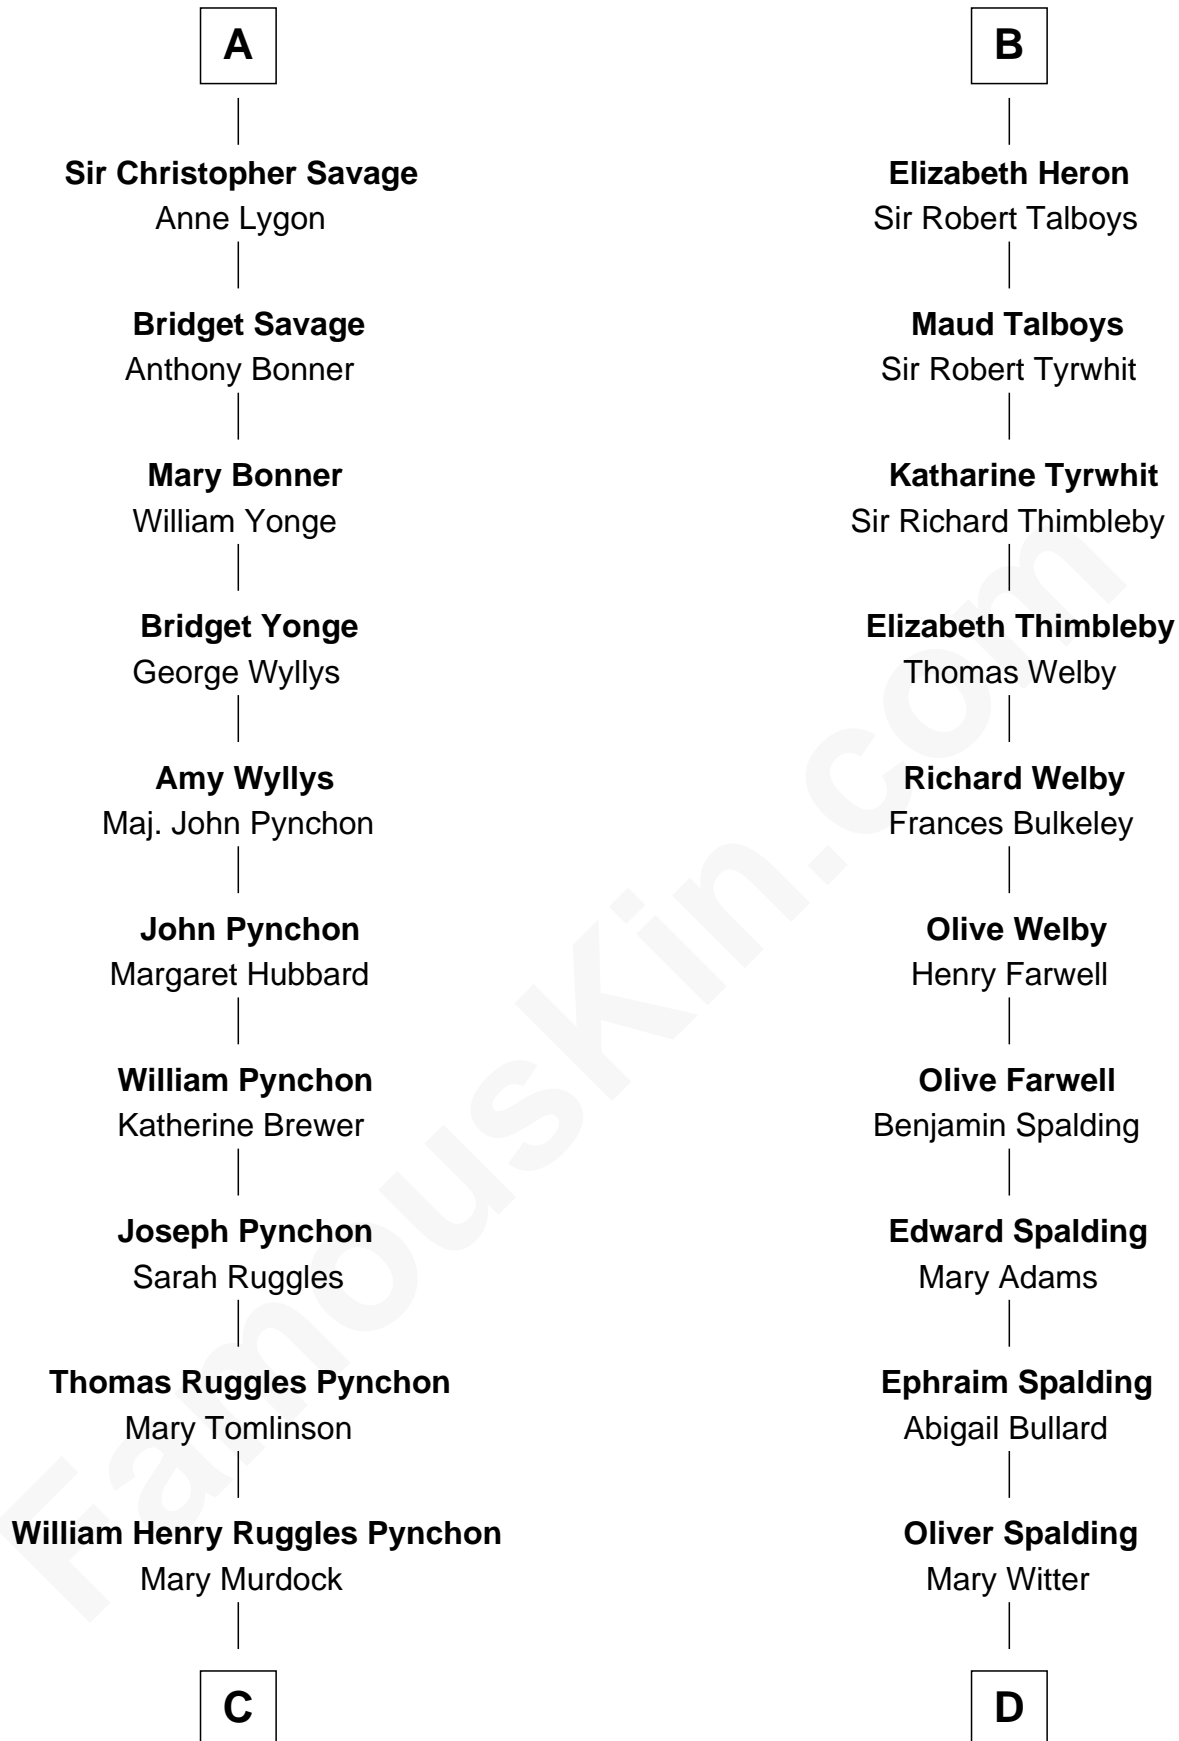 A
Sir Christopher Savage
Anne Lygon
Bridget Savage
Anthony Bonner
Mary Bonner
William Yonge
Bridget Yonge
George Wyllys
Amy Wyllys
Maj. John Pynchon
John Pynchon
Margaret Hubbard
William Pynchon
Katherine Brewer
Joseph Pynchon
Sarah Ruggles
Thomas Ruggles Pynchon
Mary Tomlinson
William Henry Ruggles Pynchon
Mary Murdock
C
B
Elizabeth Heron
Sir Robert Talboys
Maud Talboys
Sir Robert Tyrwhit
Katharine Tyrwhit
Sir Richard Thimbleby
Elizabeth Thimbleby
Thomas Welby
Richard Welby
Frances Bulkeley
Olive Welby
Henry Farwell
Olive Farwell
Benjamin Spalding
Edward Spalding
Mary Adams
Ephraim Spalding
Abigail Bullard
Oliver Spalding
Mary Witter
D
FamousKin.com